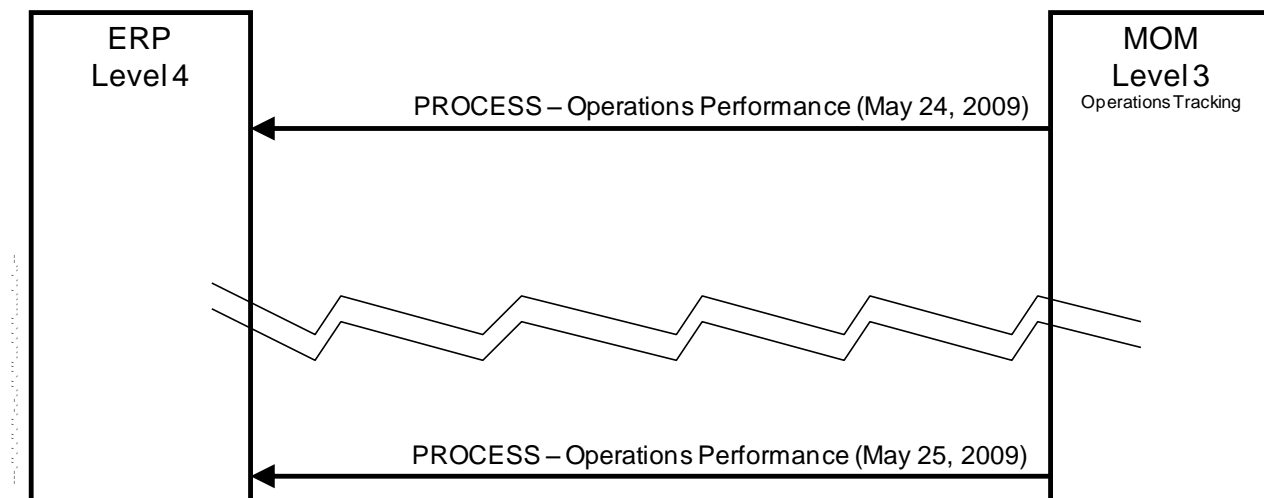 ERP
Level 4
MOM
Level 3
Operations Tracking
PROCESS – Operations Performance (May 24, 2009)
PROCESS – Operations Performance (May 25, 2009)